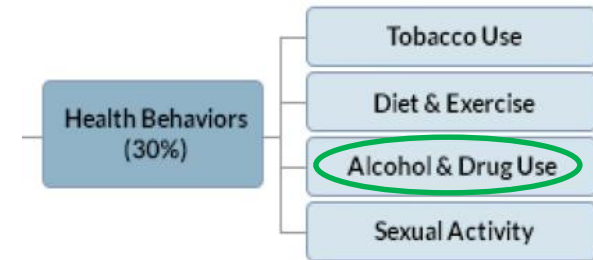 Health Behaviors
(30%)
Tobacco Use
Diet & Exercise
Alcohol & Drug Use
Sexual Activity